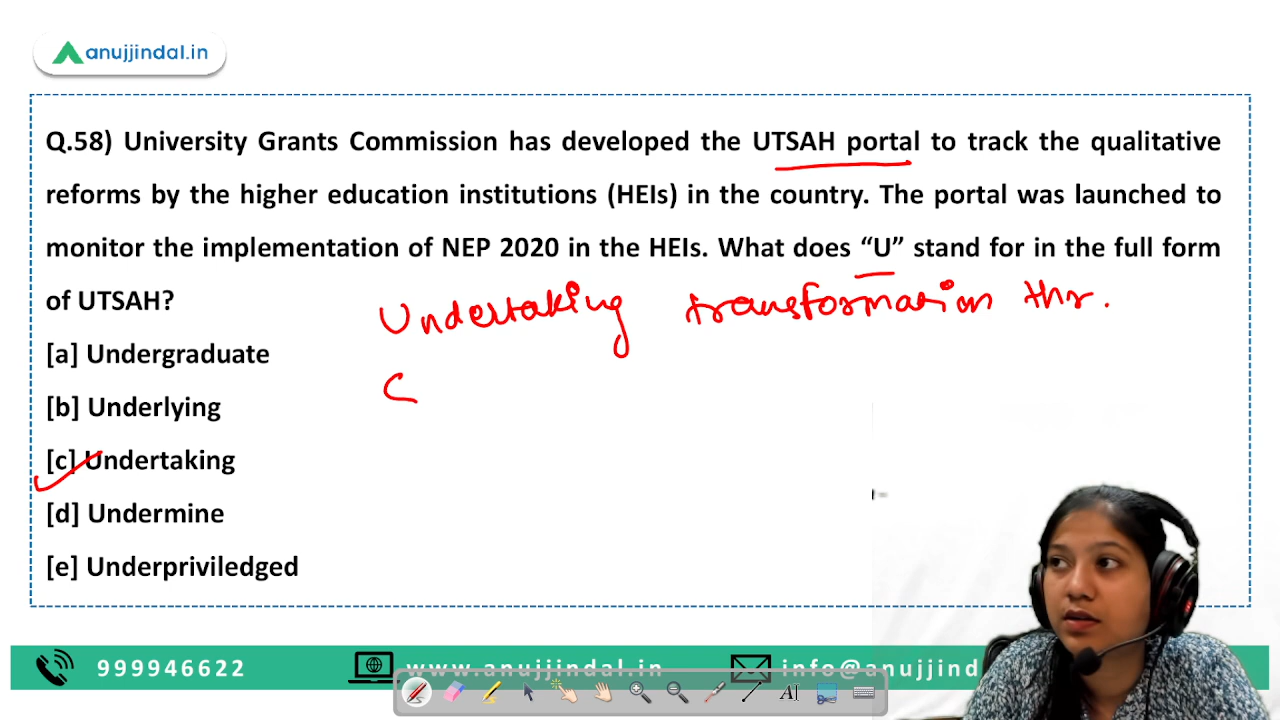 anujjindal.in
Q.58) University Grants Commission has developed the UTSAH portal to track the qualitative
reforms by the higher education institutions (HEIs) in the country. The portal was launched to
monitor the implementation of NEP 2020 in the HEIs. What does “U” stand for in the full form
of UTSAH?
Undertaking transformation thr.
[a] Undergraduate
[b] Underlying
[c] Undertaking
[d] Undermine
[e] Underpriviledged
999946622
www.anujjindal.in
info@anujjind